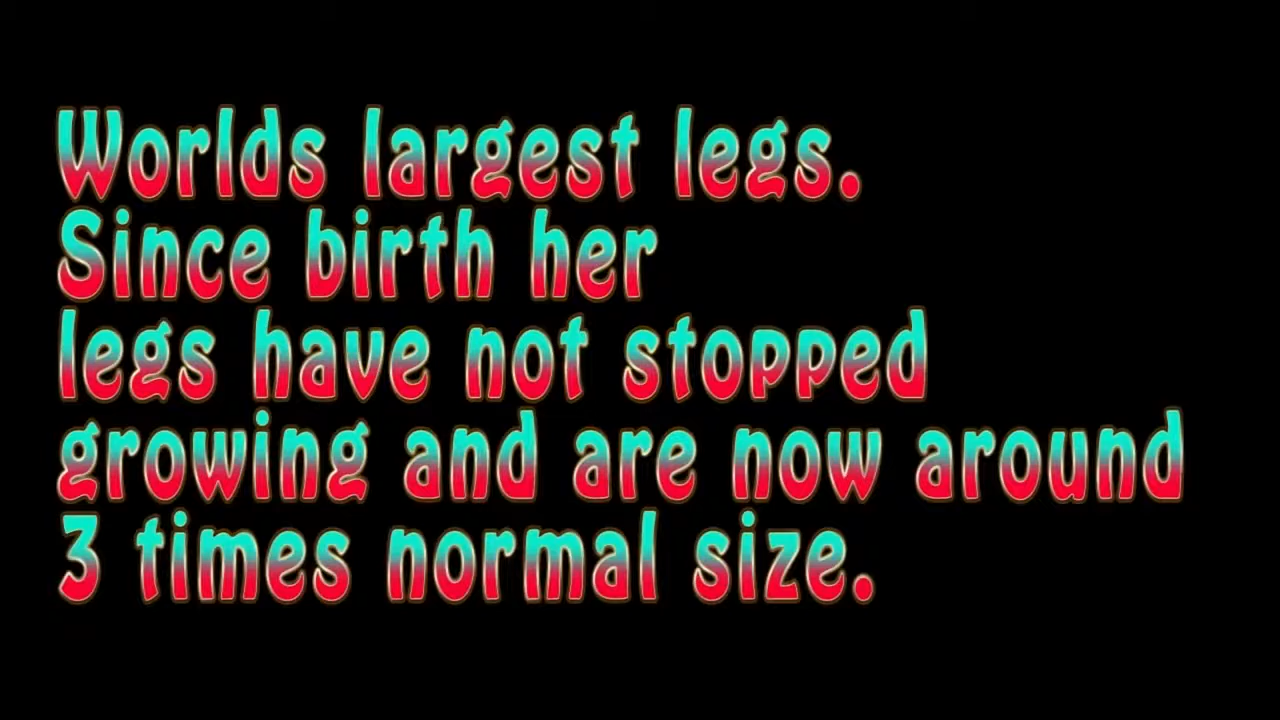 Worlds largest legs.
Since birth her
legs have not stopped
growing and are now around
3 times normal size.